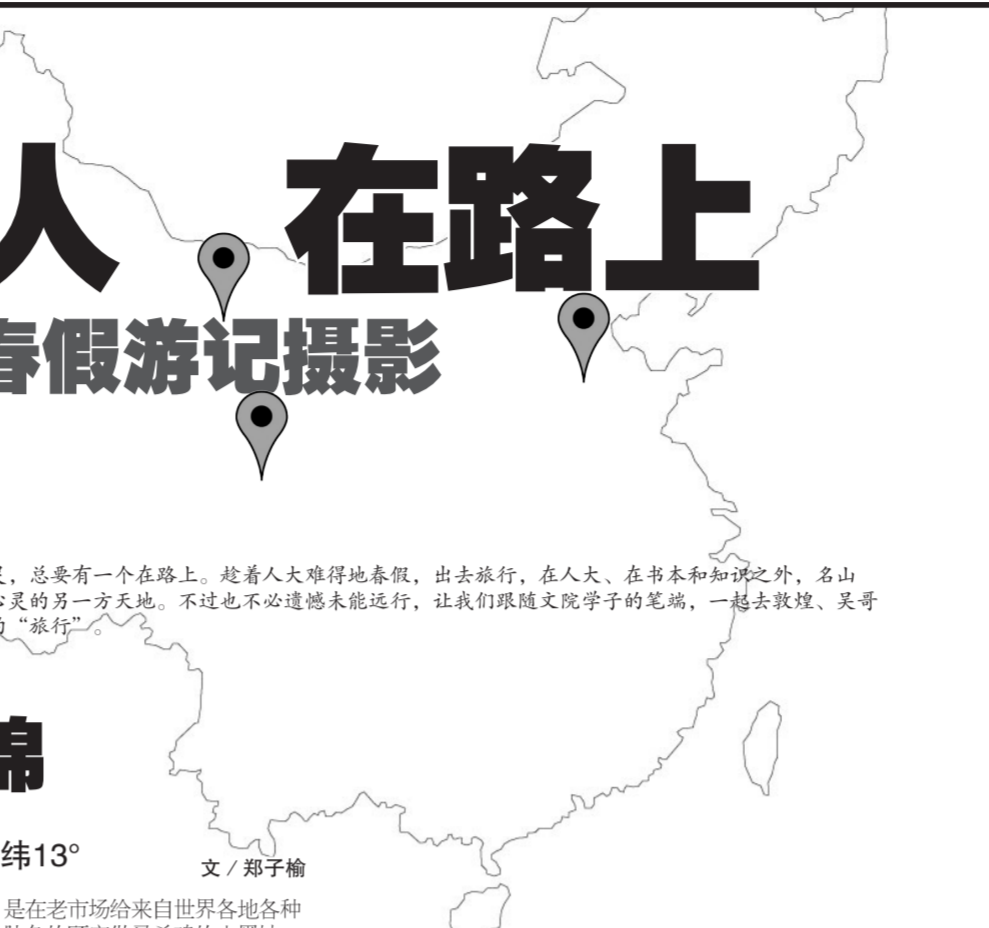 人 在路上
春假游记摄影
，总要有一个在路上。趁着人大难得地春假，出去旅行，在人大、在书本和知识之外，名山
心灵的另一方天地。不过也不必遗憾未能远行，让我们跟随文院学子的笔端，一起去敦煌、吴哥
“旅行”。
锦
纬13°
文 / 郑子榆
是在老市场给来自世界各地各种